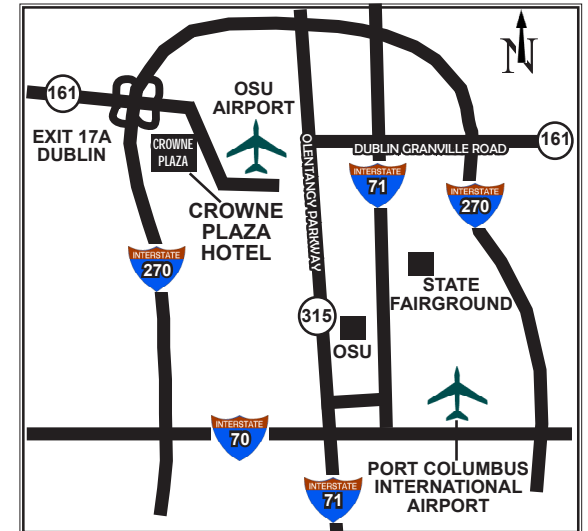 N
161
EXIT 17A
DUBLIN
OSU
AIRPORT
CROWNE
PLAZA
CROWNE
PLAZA
HOTEL
OLENTANGY PARKWAY
DUBLIN GRANVILLE ROAD
161
INTERSTATE
71
INTERSTATE
270
INTERSTATE
270
STATE
FAIRGROUND
315
OSU
INTERSTATE
70
PORT COLUMBUS
INTERNATIONAL
AIRPORT
INTERSTATE
71